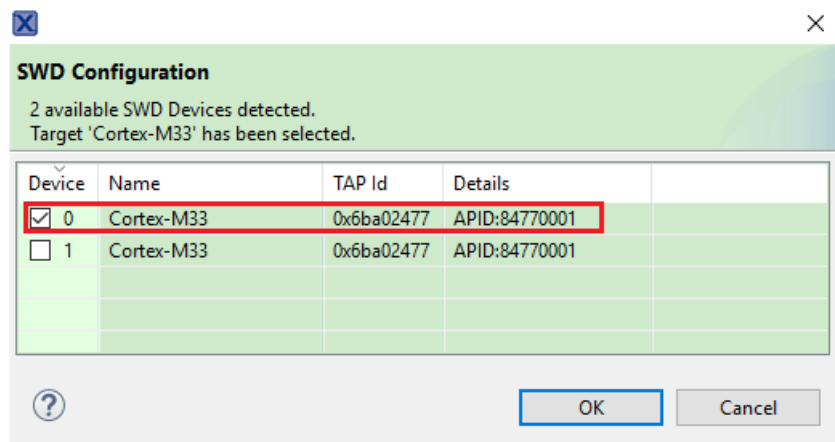 SWD Configuration
2 available SWD Devices detected.
Target 'Cortex-M33' has been selected.
Device Name TAP Id Details
0 Cortex-M33 0x6ba02477 APID:84770001
1 Cortex-M33 0x6ba02477 APID:84770001
? OK Cancel